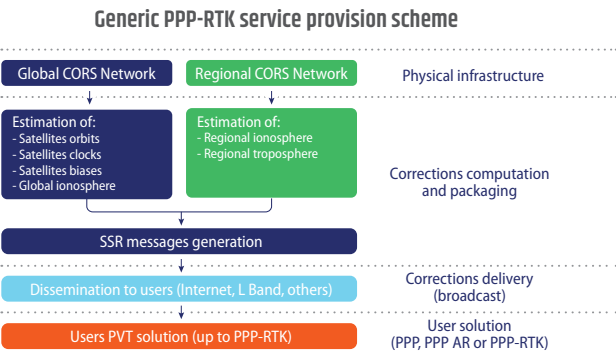 Generic PPP-RTK service provision scheme
Global CORS Network
Regional CORS Network
Physical infrastructure
Estimation of:
- Satellites orbits
- Satellites clocks
- Satellites biases
- Global ionosphere
Estimation of:
- Regional ionosphere
- Regional troposphere
Corrections computation
and packaging
SSR messages generation
Dissemination to users (Internet, L Band, others)
Corrections delivery
(broadcast)
Users PVT solution (up to PPP-RTK)
User solution
(PPP, PPP AR or PPP-RTK)